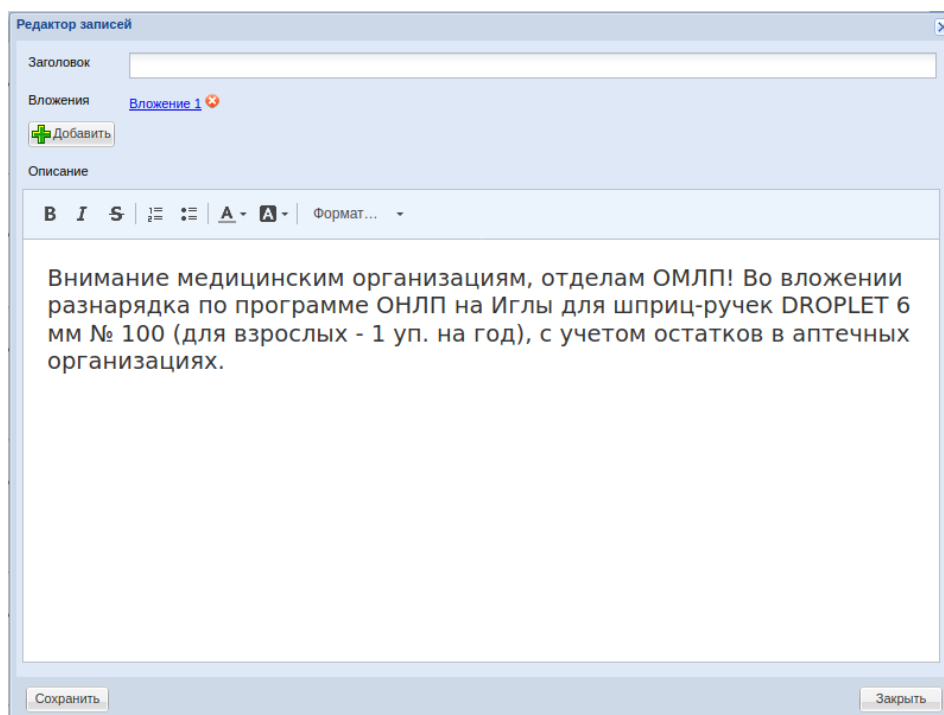 Редактор записей
Заголовок
Вложения
Вложение 1
Добавить
Описание
B I S A A Формат...
Внимание медицинским организациям, отделам ОМЛП! Во вложении
разнарядка по программе ОНЛП на Иглы для шприц-ручек DROPLET 6
мм № 100 (для взрослых - 1 уп. на год), с учетом остатков в аптечных
организациях.
Сохранить
Закрыть